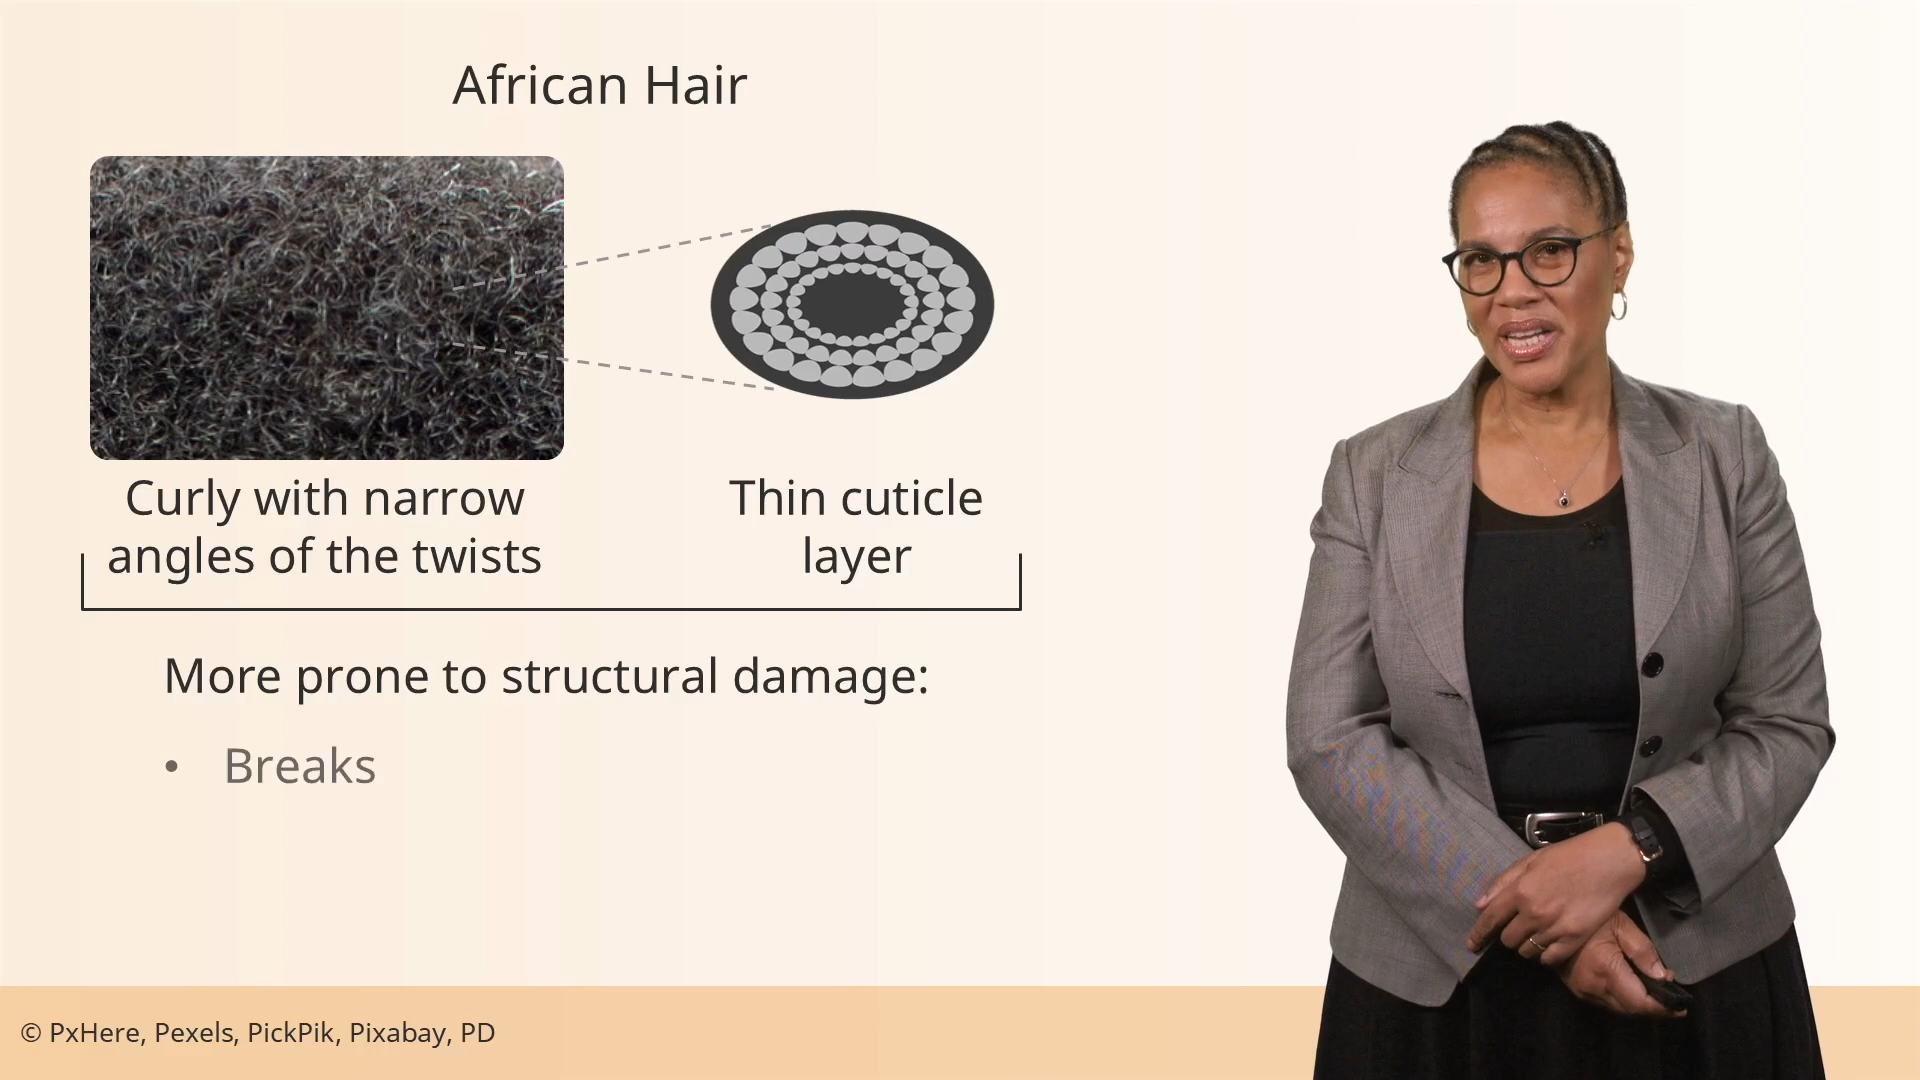 African Hair
Curly with narrow
angles of the twists
Thin cuticle
layer
More prone to structural damage:
• Breaks
© PxHere, Pexels, PickPik, Pixabay, PD